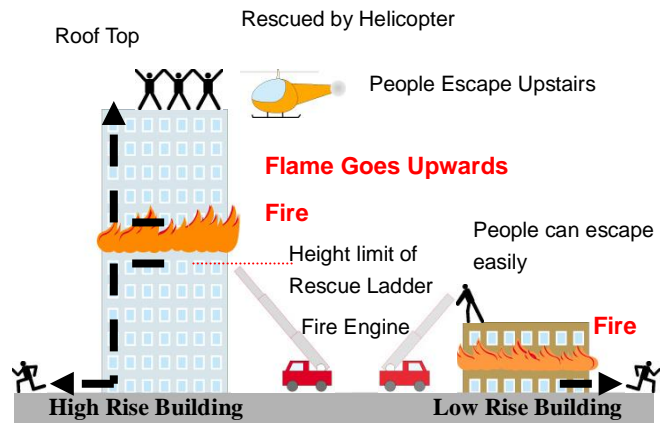 Rescued by Helicopter
Roof Top
People Escape Upstairs
Flame Goes Upwards
Fire
People can escape
easily
Height limit of
Rescue Ladder
Fire Engine
Fire
High Rise Building
Low Rise Building